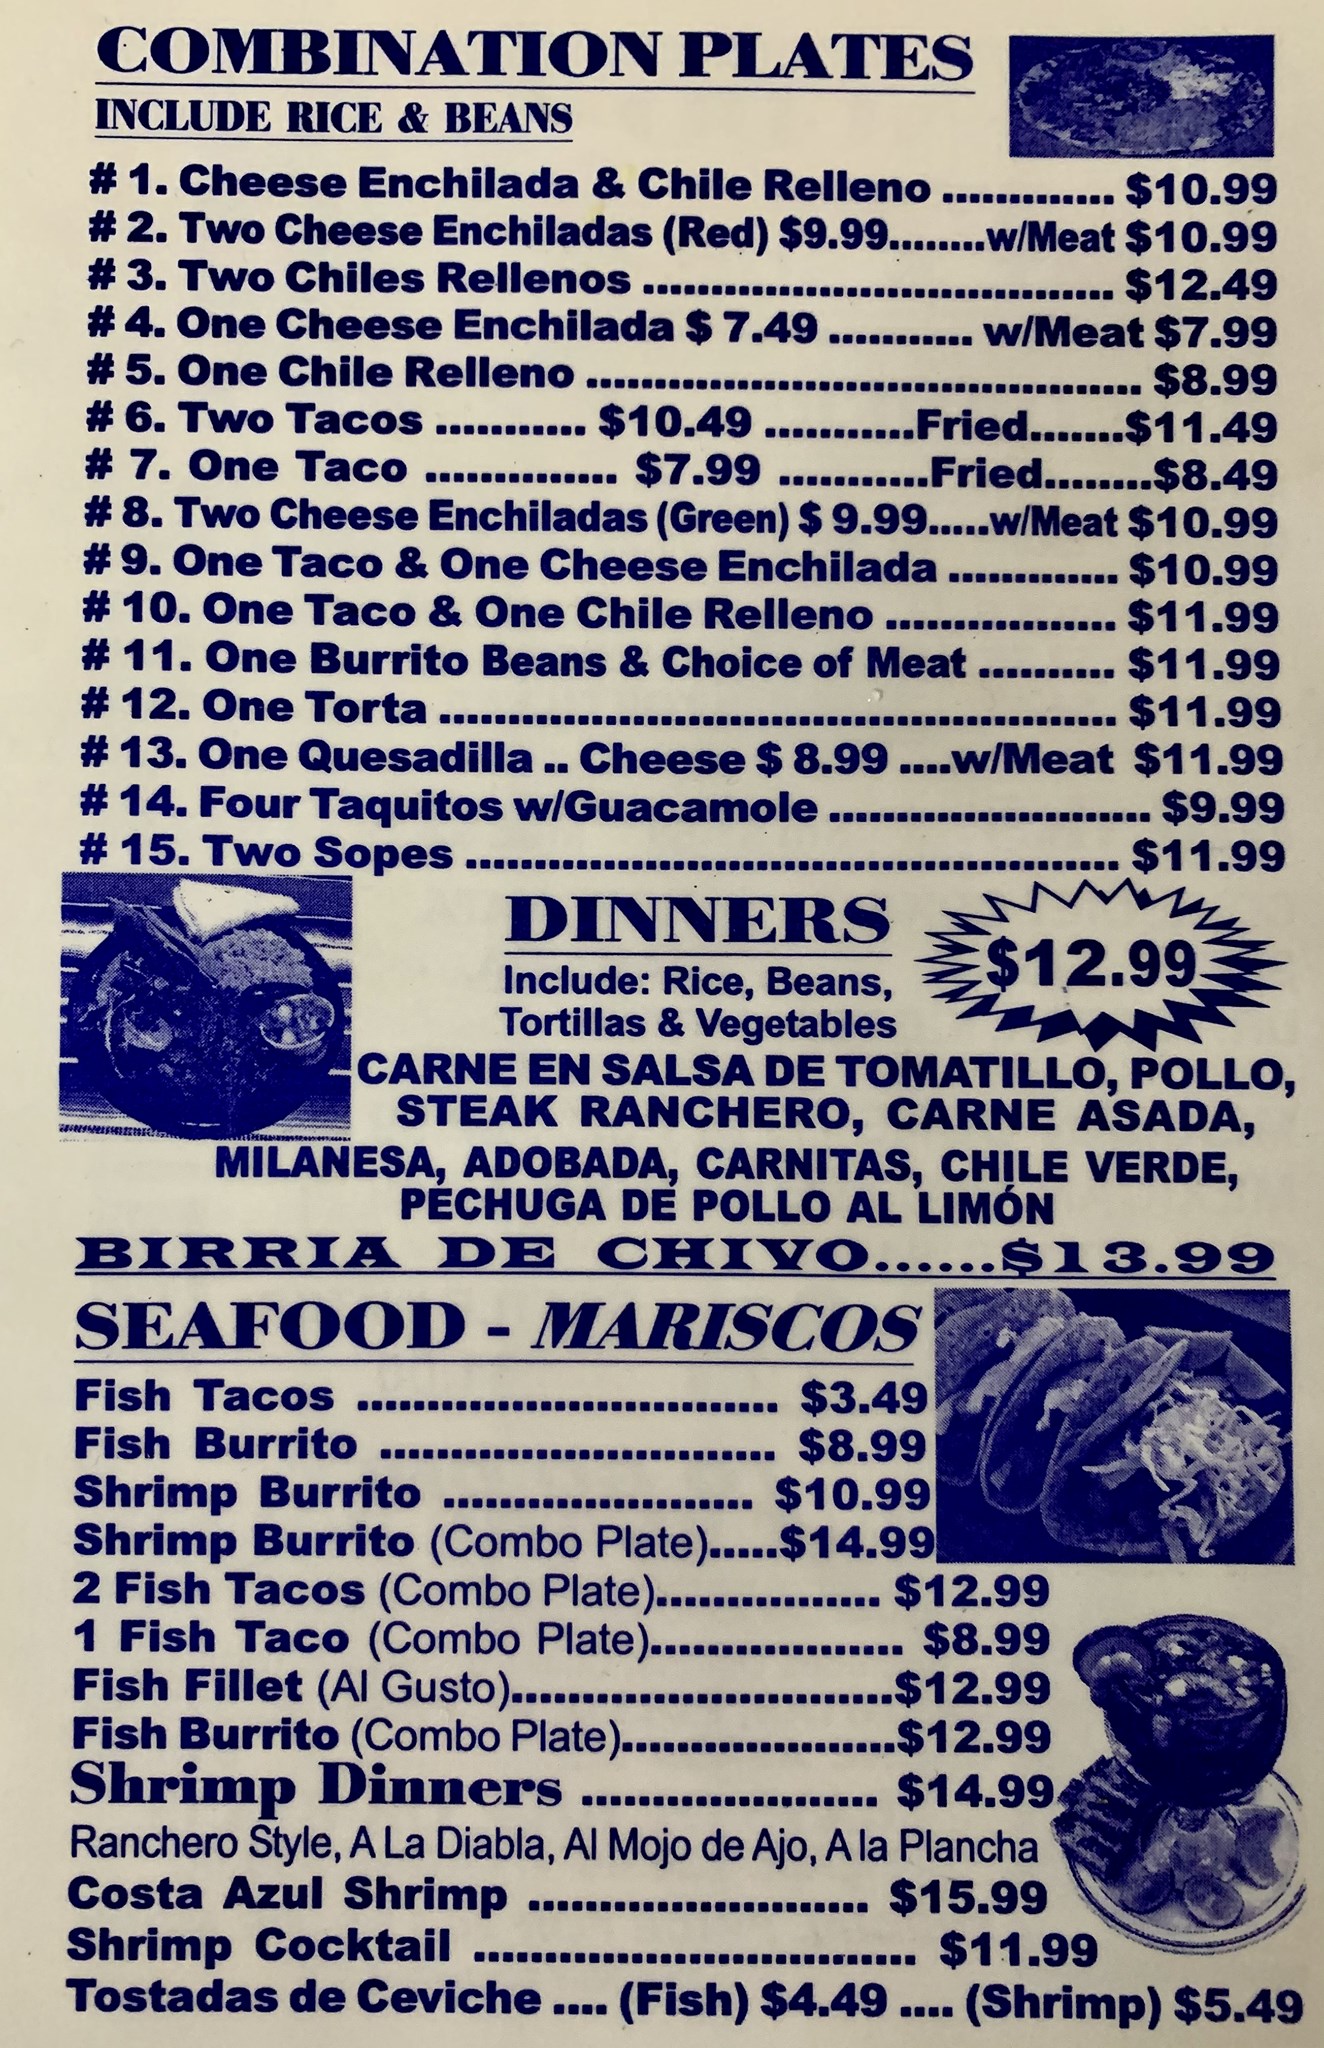 COMBINATION PLATES
INCLUDE RICE & BEANS
# 1. Cheese Enchilada & Chile Relleno ............. $10.99
# 2. Two Cheese Enchiladas (Red) $9.99........w/Meat $10.99
# 3. Two Chiles Rellenos .................................. $12.49
# 4. One Cheese Enchilada $ 7.49 ........... w/Meat $7.99
# 5. One Chile Relleno ........................................ $8.99
# 6. Two Tacos ........... $10.49 ...........Fried.......$11.49
# 7. One Taco .............. $7.99 ...........Fried........$8.49
# 8. Two Cheese Enchiladas (Green) $ 9.99.....w/Meat $10.99
# 9. One Taco & One Cheese Enchilada ............. $10.99
# 10. One Taco & One Chile Relleno ................. $11.99
# 11. One Burrito Beans & Choice of Meat .......... $11.99
# 12. One Torta ................................................. $11.99
# 13. One Quesadilla .. Cheese $ 8.99 ....w/Meat $11.99
# 14. Four Taquitos w/Guacamole ........................ $9.99
# 15. Two Sopes ............................................... $11.99
DINNERS
$12.99
Include: Rice, Beans,
Tortillas & Vegetables
CARNE EN SALSA DE TOMATILLO, POLLO,
STEAK RANCHERO, CARNE ASADA,
MILANESA, ADOBADA, CARNITAS, CHILE VERDE,
PECHUGA DE POLLO AL LIMÓN
BIRRIA DE CHIVO......$13.99
SEAFOOD - MARISCOS
Fish Tacos .............................. $3.49
Fish Burrito ............................ $8.99
Shrimp Burrito ...................... $10.99
Shrimp Burrito (Combo Plate).....$14.99
2 Fish Tacos (Combo Plate)................ $12.99
1 Fish Taco (Combo Plate).................. $8.99
Fish Fillet (Al Gusto)...........................$12.99
Fish Burrito (Combo Plate)....................$12.99
Shrimp Dinners ..................... $14.99
Ranchero Style, A La Diabla, Al Mojo de Ajo, A la Plancha
Costa Azul Shrimp ........................ $15.99
Shrimp Cocktail ............................... $11.99
Tostadas de Ceviche .... (Fish) $4.49 .... (Shrimp) $5.49